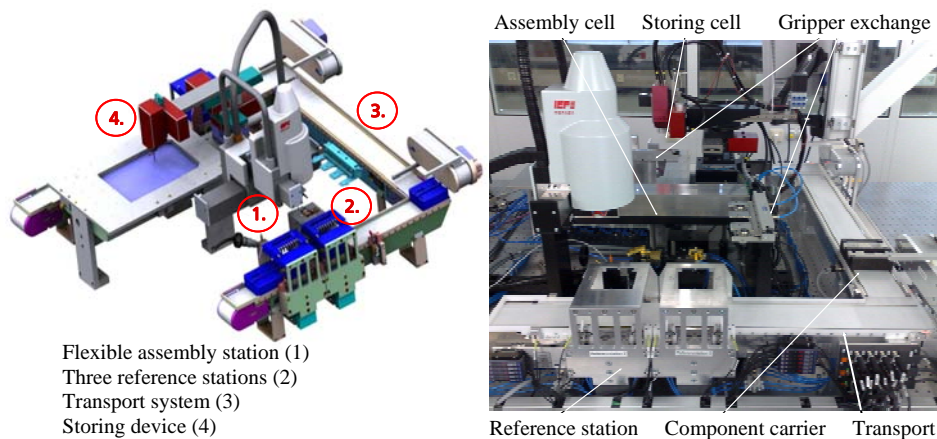 Assembly cell Storing cell Gripper exchange
4.
3.
1.
2.
Flexible assembly station (1)
Three reference stations (2)
Transport system (3)
Storing device (4)
Reference station Component carrier Transport